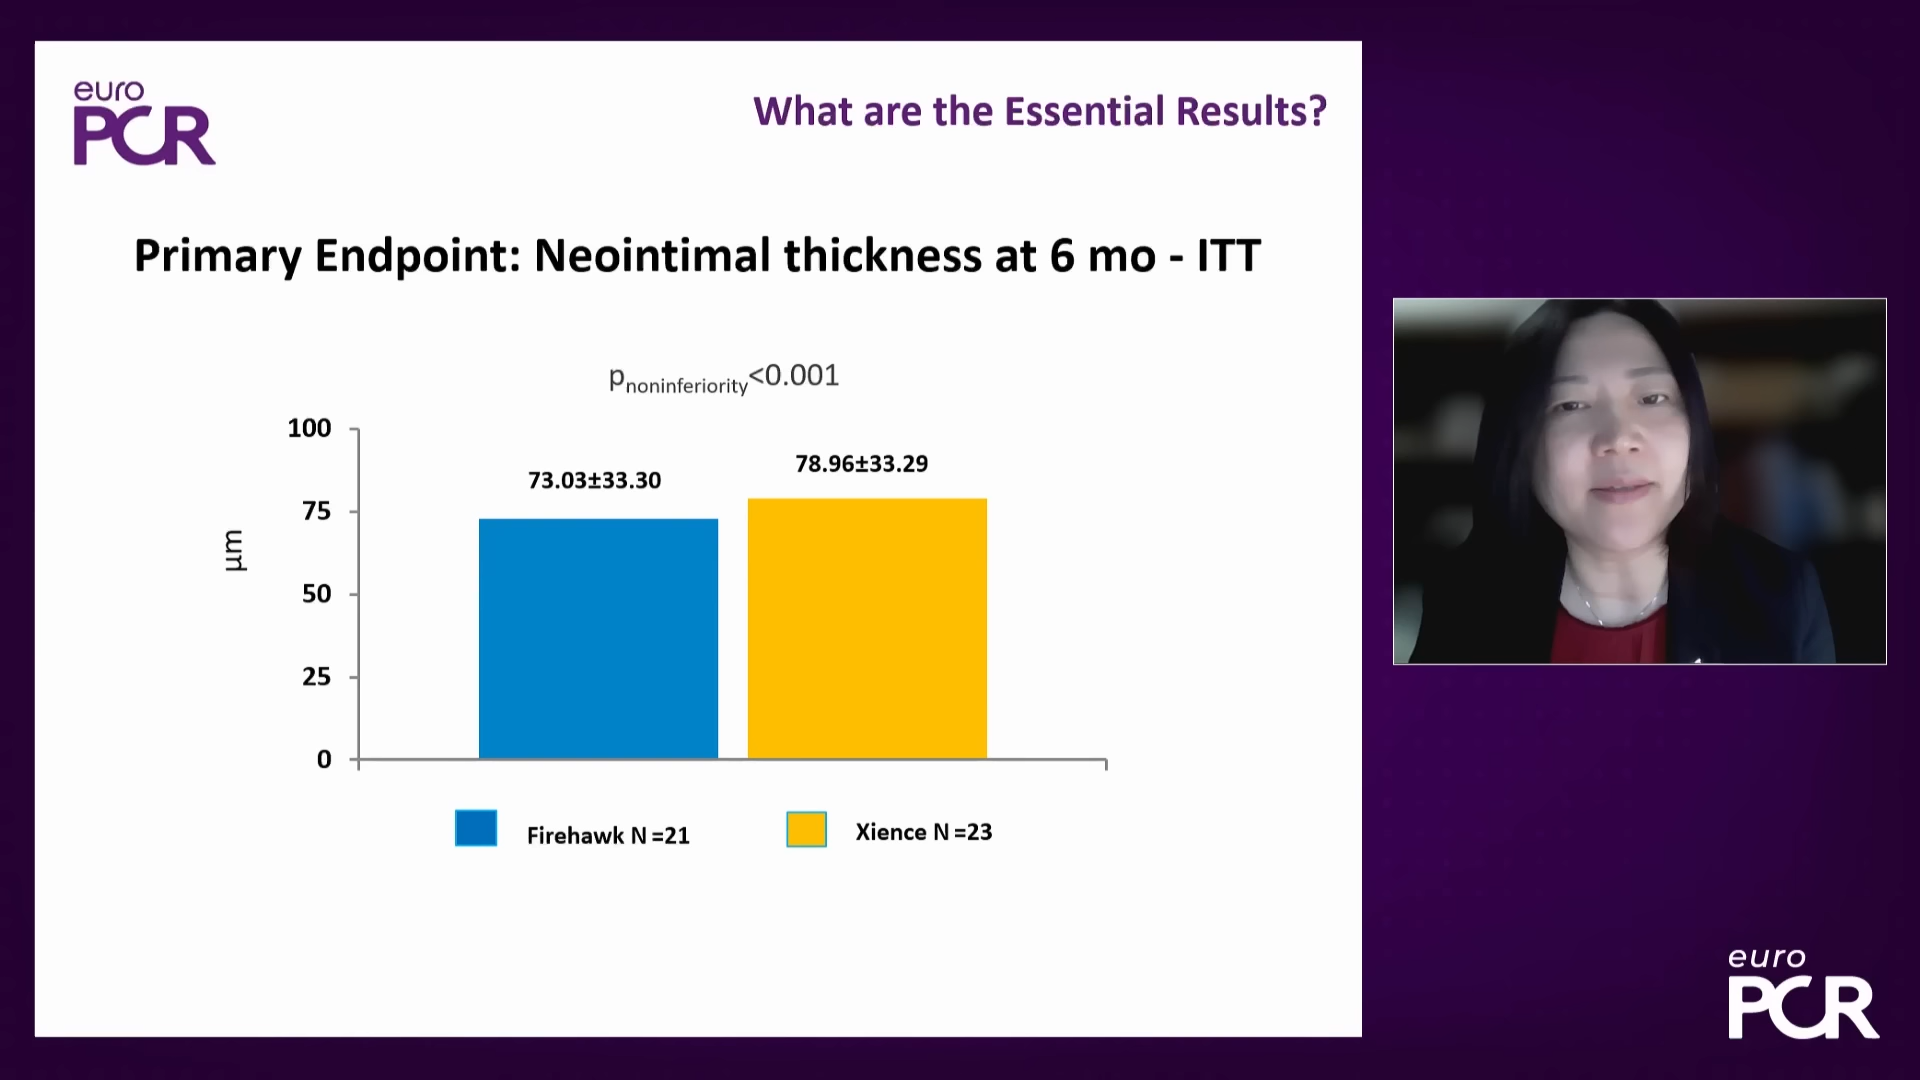 euro
PCR
What are the Essential Results?
Primary Endpoint: Neointimal thickness at 6 mo - ITT
pnoninferiority<0.001
100
75
50
25
0
µm
73.03±33.30
78.96±33.29
Firehawk N =21
Xience N =23
euro
PCR